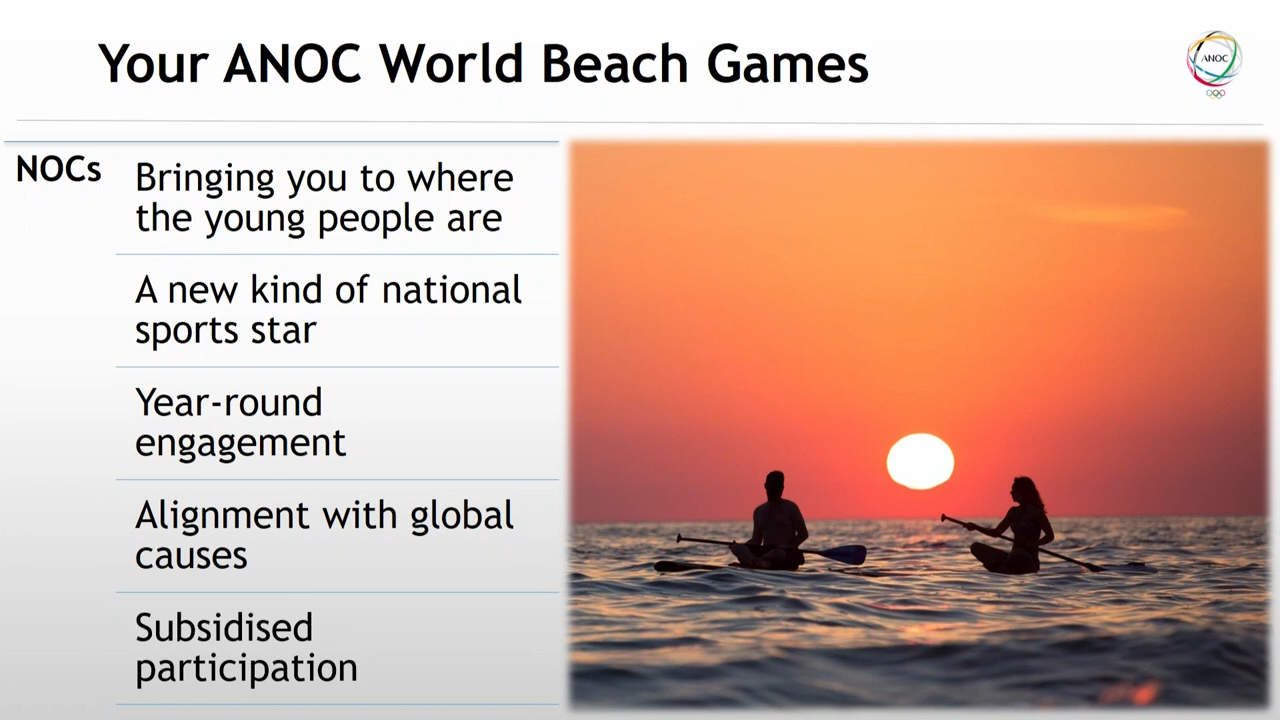 Your ANOC World Beach Games
ANOC
NOCs
Bringing you to where
the young people are
A new kind of national
sports star
Year-round
engagement
Alignment with global
causes
Subsidised
participation